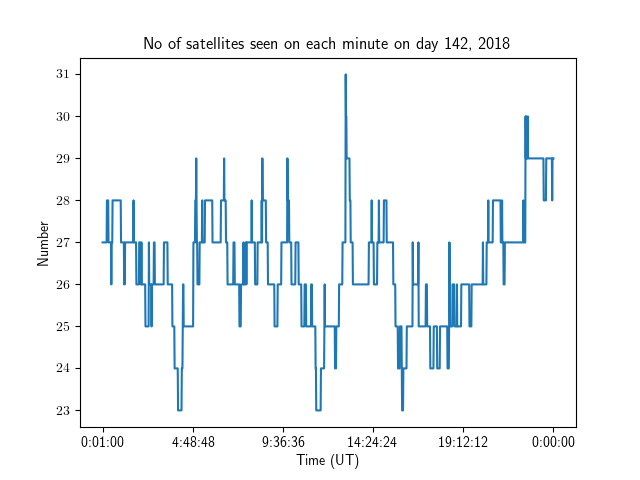 No of satellites seen on each minute on day 142, 2018
31
30
29
28
27
26
25
24
23
Number
0:01:00 4:48:48 9:36:36 14:24:24 19:12:12 0:00:00
Time (UT)